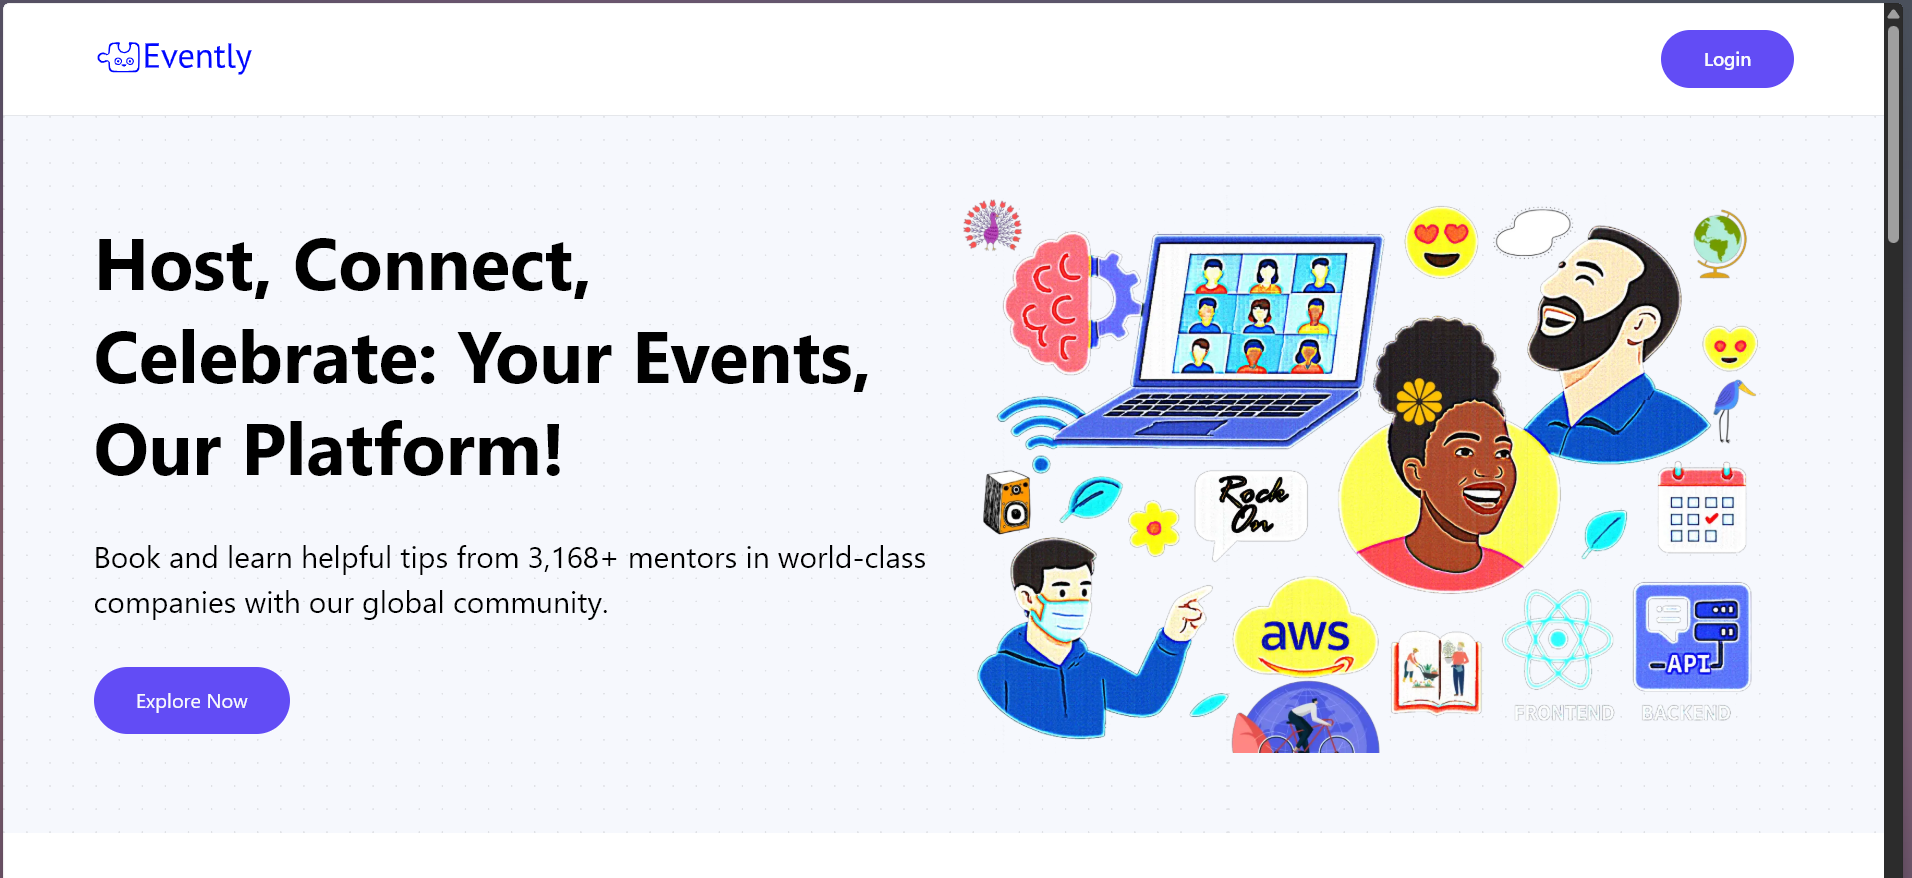 Evently
Login
Host, Connect,
Celebrate: Your Events,
Our Platform!
Book and learn helpful tips from 3,168+ mentors in world-class
companies with our global community.
Explore Now
Rock
On
aws
API
FRONTEND
BACKEND